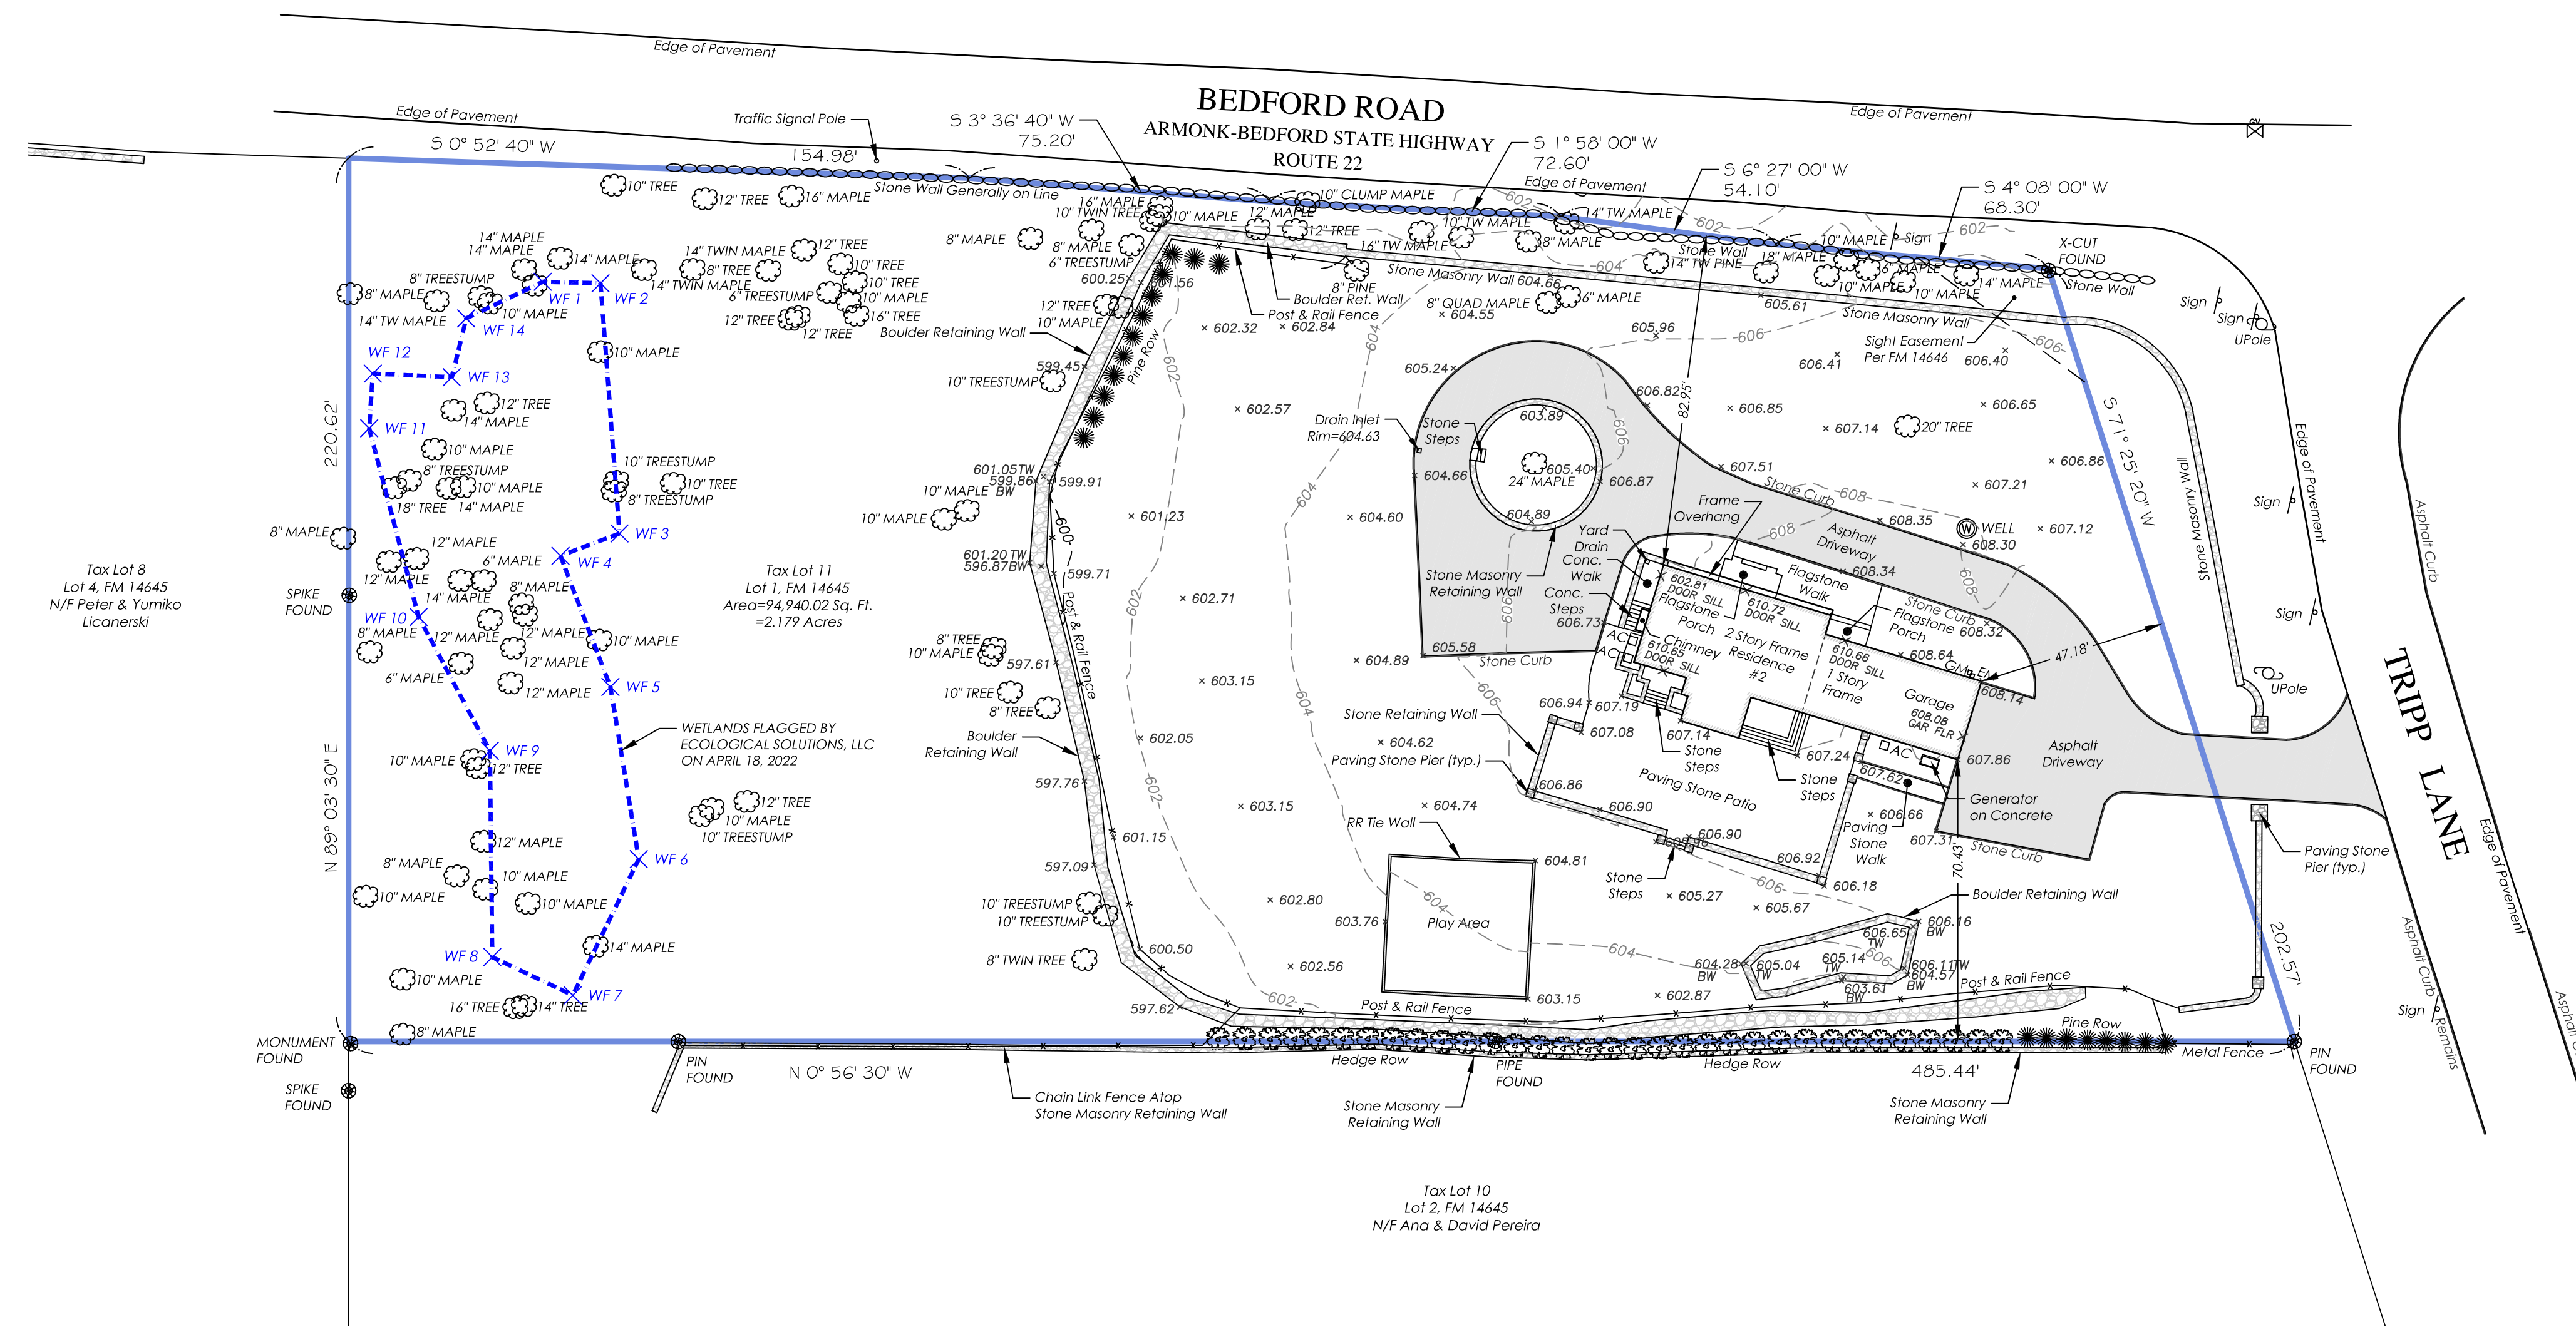 Edge of Pavement
BEDFORD ROAD
ARMONK-BEDFORD STATE HIGHWAY
ROUTE 22
Edge of Pavement
Edge of Pavement
Edge of Pavement
GV
S 0° 52' 40" W
154.98'
Traffic Signal Pole
S 3° 36' 40" W
75.20'
S 1° 58' 00" W
72.60'
S 6° 27' 00" W
54.10'
S 4° 08' 00" W
68.30'
X-CUT
FOUND
Stone Wall
Stone Wall Generally on Line
Stone Wall
10" TREE
12" TREE
16" MAPLE
16" MAPLE
10" TWIN TREE
10" MAPLE
12" MAPLE
10" CLUMP MAPLE
12" TREE
14" TW MAPLE
10" TW MAPLE
16" TW MAPLE
8" MAPLE
14" TW PINE
18" MAPLE
10" MAPLE
Sign
6" MAPLE
10" MAPLE
10" MAPLE
14" MAPLE
602
602
602
604
8" MAPLE
8" MAPLE
6" TREESTUMP
600.25
601.56
Stone Masonry Wall
604.66
8" PINE
Boulder Ret. Wall
Post & Rail Fence
8" QUAD MAPLE
6" MAPLE
604.55
605.61
Stone Masonry Wall
Sight Easement
Per FM 14646
606
Sign
Sign
UPole
14" MAPLE
14" MAPLE
14" MAPLE
8" TREESTUMP
8" MAPLE
14" TW MAPLE
10" MAPLE
WF 1
WF 2
WF 14
14" TWIN MAPLE
12" TREE
8" TREE
14" TWIN MAPLE
10" TREE
10" TREE
6" TREESTUMP
10" MAPLE
12" TREE
16" TREE
12" TREE
12" TREE
10" MAPLE
Boulder Retaining Wall
Pine Row
599.45
10" TREESTUMP
602
602.32
602.84
604
605.96
606
606.41
606.40
WF 12
WF 13
WF 11
10" MAPLE
12" TREE
14" MAPLE
10" MAPLE
8" TREESTUMP
10" MAPLE
18" TREE
14" MAPLE
10" TREESTUMP
10" TREE
8" TREESTUMP
220.62'
602.57
605.24
606.82
606.85
606.65
607.14
20" TREE
82.95'
Drain Inlet
Rim=604.63
Stone
Steps
603.89
606
605.40
24" MAPLE
604.89
604.66
606.87
607.51
Stone Curb
608
607.21
606.86
S 71° 25' 20" W
Stone Masonry Wall
Edge of Pavement
Asphalt Curb
Sign
Sign
601.05TW
599.86
BW
599.91
10" MAPLE
10" MAPLE
600
601.23
604
604.60
Frame
Overhang
608
Asphalt
Driveway
608.35
WELL
W
608.30
607.12
608
8" MAPLE
12" MAPLE
12" MAPLE
6" MAPLE
WF 3
WF 4
8" MAPLE
14" MAPLE
WF 10
8" MAPLE
12" MAPLE
12" MAPLE
10" MAPLE
12" MAPLE
6" MAPLE
12" MAPLE
WF 5
SPIKE
FOUND
Tax Lot 8
Lot 4, FM 14645
N/F Peter & Yumiko
Licanerski
Tax Lot 11
Lot 1, FM 14645
Area=94,940.02 Sq. Ft.
=2.179 Acres
601.20 TW
596.87BW
599.71
Post & Rail Fence
602
602.71
Stone Masonry
Retaining Wall
606
Yard
Drain
Conc.
Walk
Conc.
Steps
606.73
602.81
DOOR SILL
Flagstone
Porch
610.72
DOOR SILL
Flagstone
Walk
608.34
Stone Curb
Flagstone
Porch
608.32
AC
AC
Chimney
610.65
DOOR SILL
2 Story Frame
Residence
#2
610.66
DOOR SILL
1 Story
Frame
608.64
GM
EM
Garage
608.08
GAR FLR
608.14
47.18'
UPole
TRIPP LANE
8" TREE
10" MAPLE
597.61
10" TREE
8" TREE
604.89
605.58
Stone Curb
603.15
604
606
606.94
607.19
607.08
607.14
Stone Retaining Wall
Paving Stone Pier (typ.)
Stone
Steps
607.24
Stone
Steps
607.62
AC
607.86
Asphalt
Driveway
WETLANDS FLAGGED BY
ECOLOGICAL SOLUTIONS, LLC
ON APRIL 18, 2022
Boulder
Retaining Wall
602.05
604.62
Paving Stone Patio
Generator
on Concrete
WF 9
10" MAPLE
12" TREE
12" TREE
10" MAPLE
10" TREESTUMP
597.76
602
603.15
604.74
606.86
606.90
606.90
606.96
606.66
Paving
Stone
Walk
607.31
Stone Curb
70.43'
Paving Stone
Pier (typ.)
Edge of Pavement
N 89° 03' 30" E
12" MAPLE
8" MAPLE
10" MAPLE
10" MAPLE
10" MAPLE
WF 6
601.15
597.09
RR Tie Wall
604.81
Stone
Steps
606.92
606.18
606
605.27
605.67
Boulder Retaining Wall
10" TREESTUMP
10" TREESTUMP
602.80
604
603.76
Play Area
604
606.16
BW
606.65
TW
606
605.14
TW
604.28
BW
605.04
TW
606.11TW
604.57
BW
603.61
BW
202.57'
Asphalt Curb
Remains
Asphalt C
Sign
WF 8
14" MAPLE
10" MAPLE
WF 7
16" TREE
14" TREE
8" MAPLE
8" TWIN TREE
600.50
602.56
602
603.15
602.87
597.62
Post & Rail Fence
Post & Rail Fence
Pine Row
MONUMENT
FOUND
SPIKE
FOUND
PIN
FOUND
N 0° 56' 30" W
Chain Link Fence Atop
Stone Masonry Retaining Wall
Hedge Row
Stone Masonry
Retaining Wall
PIPE
FOUND
Hedge Row
485.44'
Stone Masonry
Retaining Wall
Metal Fence
PIN
FOUND
Tax Lot 10
Lot 2, FM 14645
N/F Ana & David Pereira